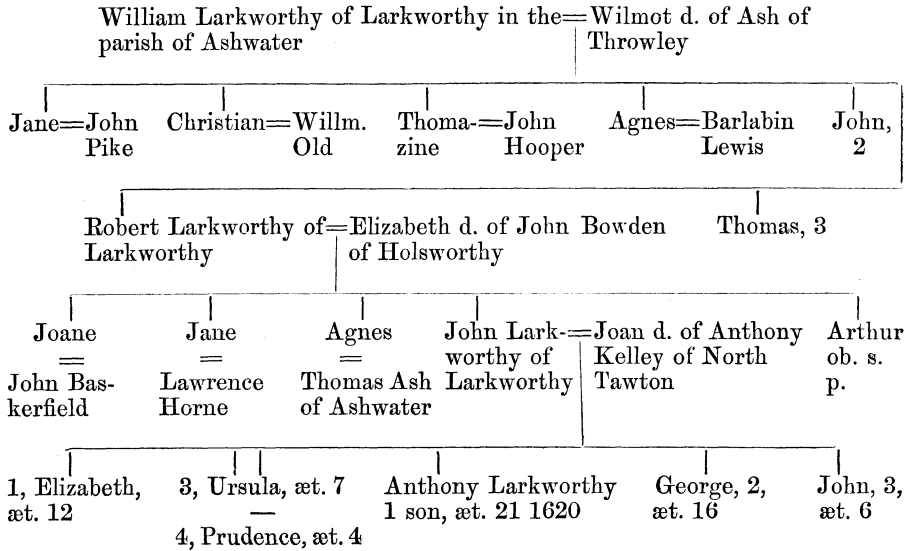 William Larkworthy of Larkworthy in the=Wilmot d. of Ash of
parish of Ashwater Throwley
Jane=John Christian=Willm. Thoma-=John Agnes=Barlabin John,
Pike Old zine Hooper Lewis 2
Robert Larkworthy of=Elizabeth d. of John Bowden Thomas, 3
Larkworthy of Holsworthy
Joane Jane Agnes John Lark-=Joan d. of Anthony Arthur
= = = worthy of Kelley of North ob. s.
John Bas- Lawrence Thomas Ash Larkworthy Tawton p.
kerfield Horne of Ashwater
1, Elizabeth, 3, Ursula, æt. 7 Anthony Larkworthy George, 2, John, 3,
æt. 12 — 1 son, æt. 21 1620 æt. 16 æt. 6
4, Prudence, æt. 4